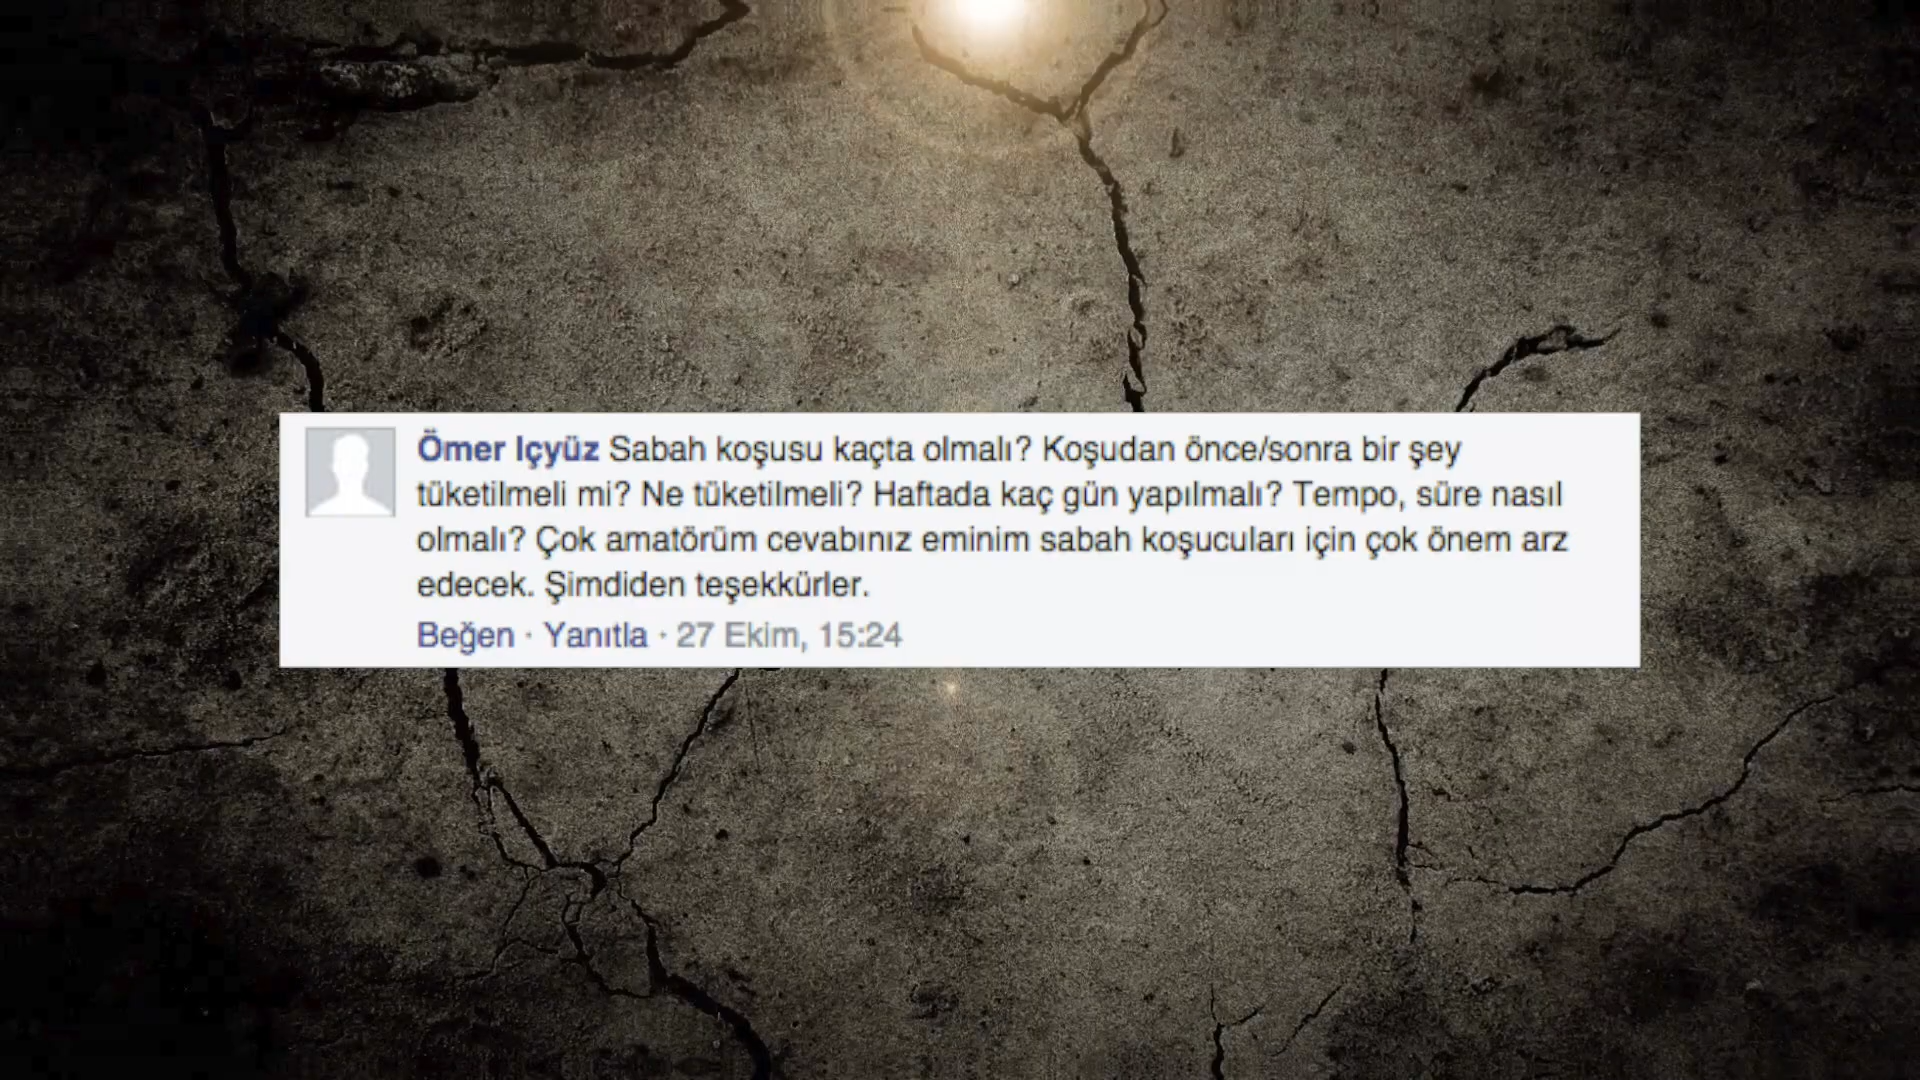 Ömer Içyüz Sabah koşusu kaçta olmalı? Koşudan önce/sonra bir şey
tüketilmeli mi? Ne tüketilmeli? Haftada kaç gün yapılmalı? Tempo, süre nasıl
olmalı? Çok amatörüm cevabınız eminim sabah koşucuları için çok önem arz
edecek. Şimdiden teşekkürler.
Beğen · Yanıtla · 27 Ekim, 15:24